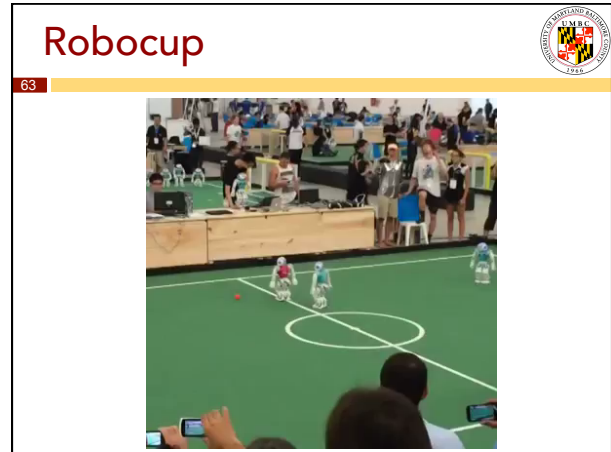 Robocup
63
UNIVERSITY OF MARYLAND BALTIMORE COUNTY
UMBC
1966